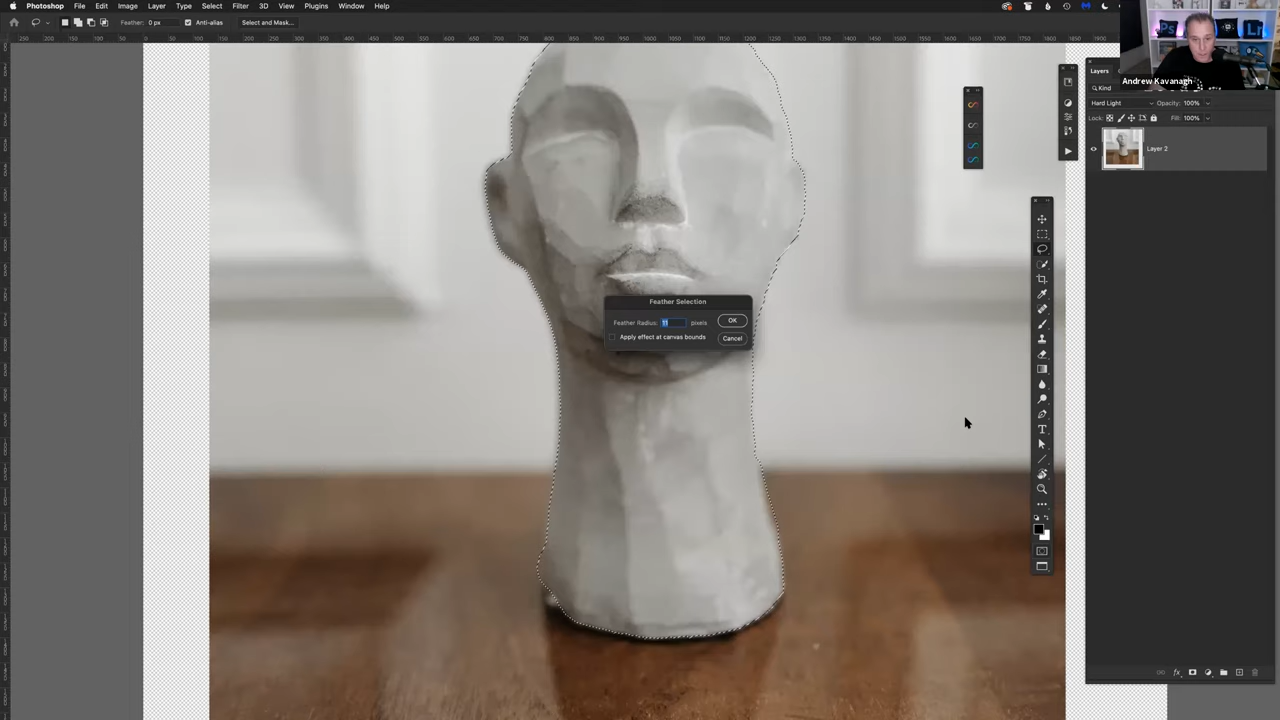 Photoshop File Edit Image Layer Type Select Filter 3D View Plugins Window Help
Feather: 0 px Anti-alias Select and Mask...
Andrew Kavanagh
Ps
Lr
Layers
Kind
Hard Light Opacity: 100%
Lock: Fill: 100%
Layer 2
Feather Selection
Feather Radius: 11 pixels OK
Apply effect at canvas bounds Cancel